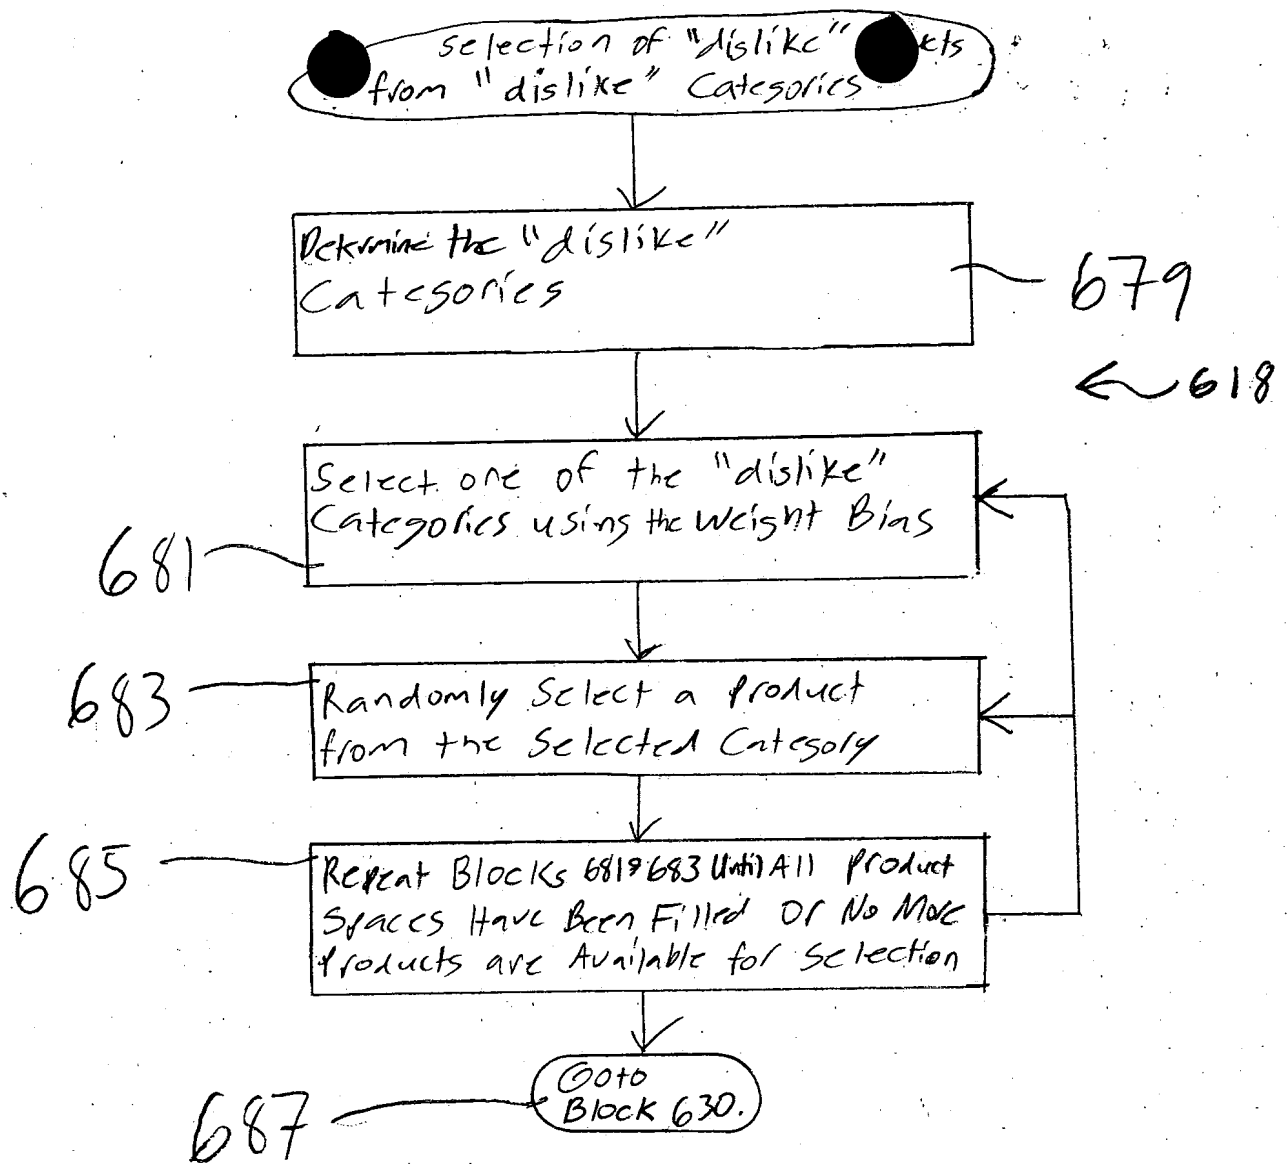 Selection of "dislike"
from "dislike" Categories
Determine the "dislike"
Categories
679
618
Select one of the "dislike"
Categories using the Weight Bias
681
683
Randomly Select a Product
from the Selected Category
685
Repeat Blocks 681 & 683 Until All Product
Spaces Have Been Filled Or No More
Products are Available for Selection
Goto
Block 630.
687